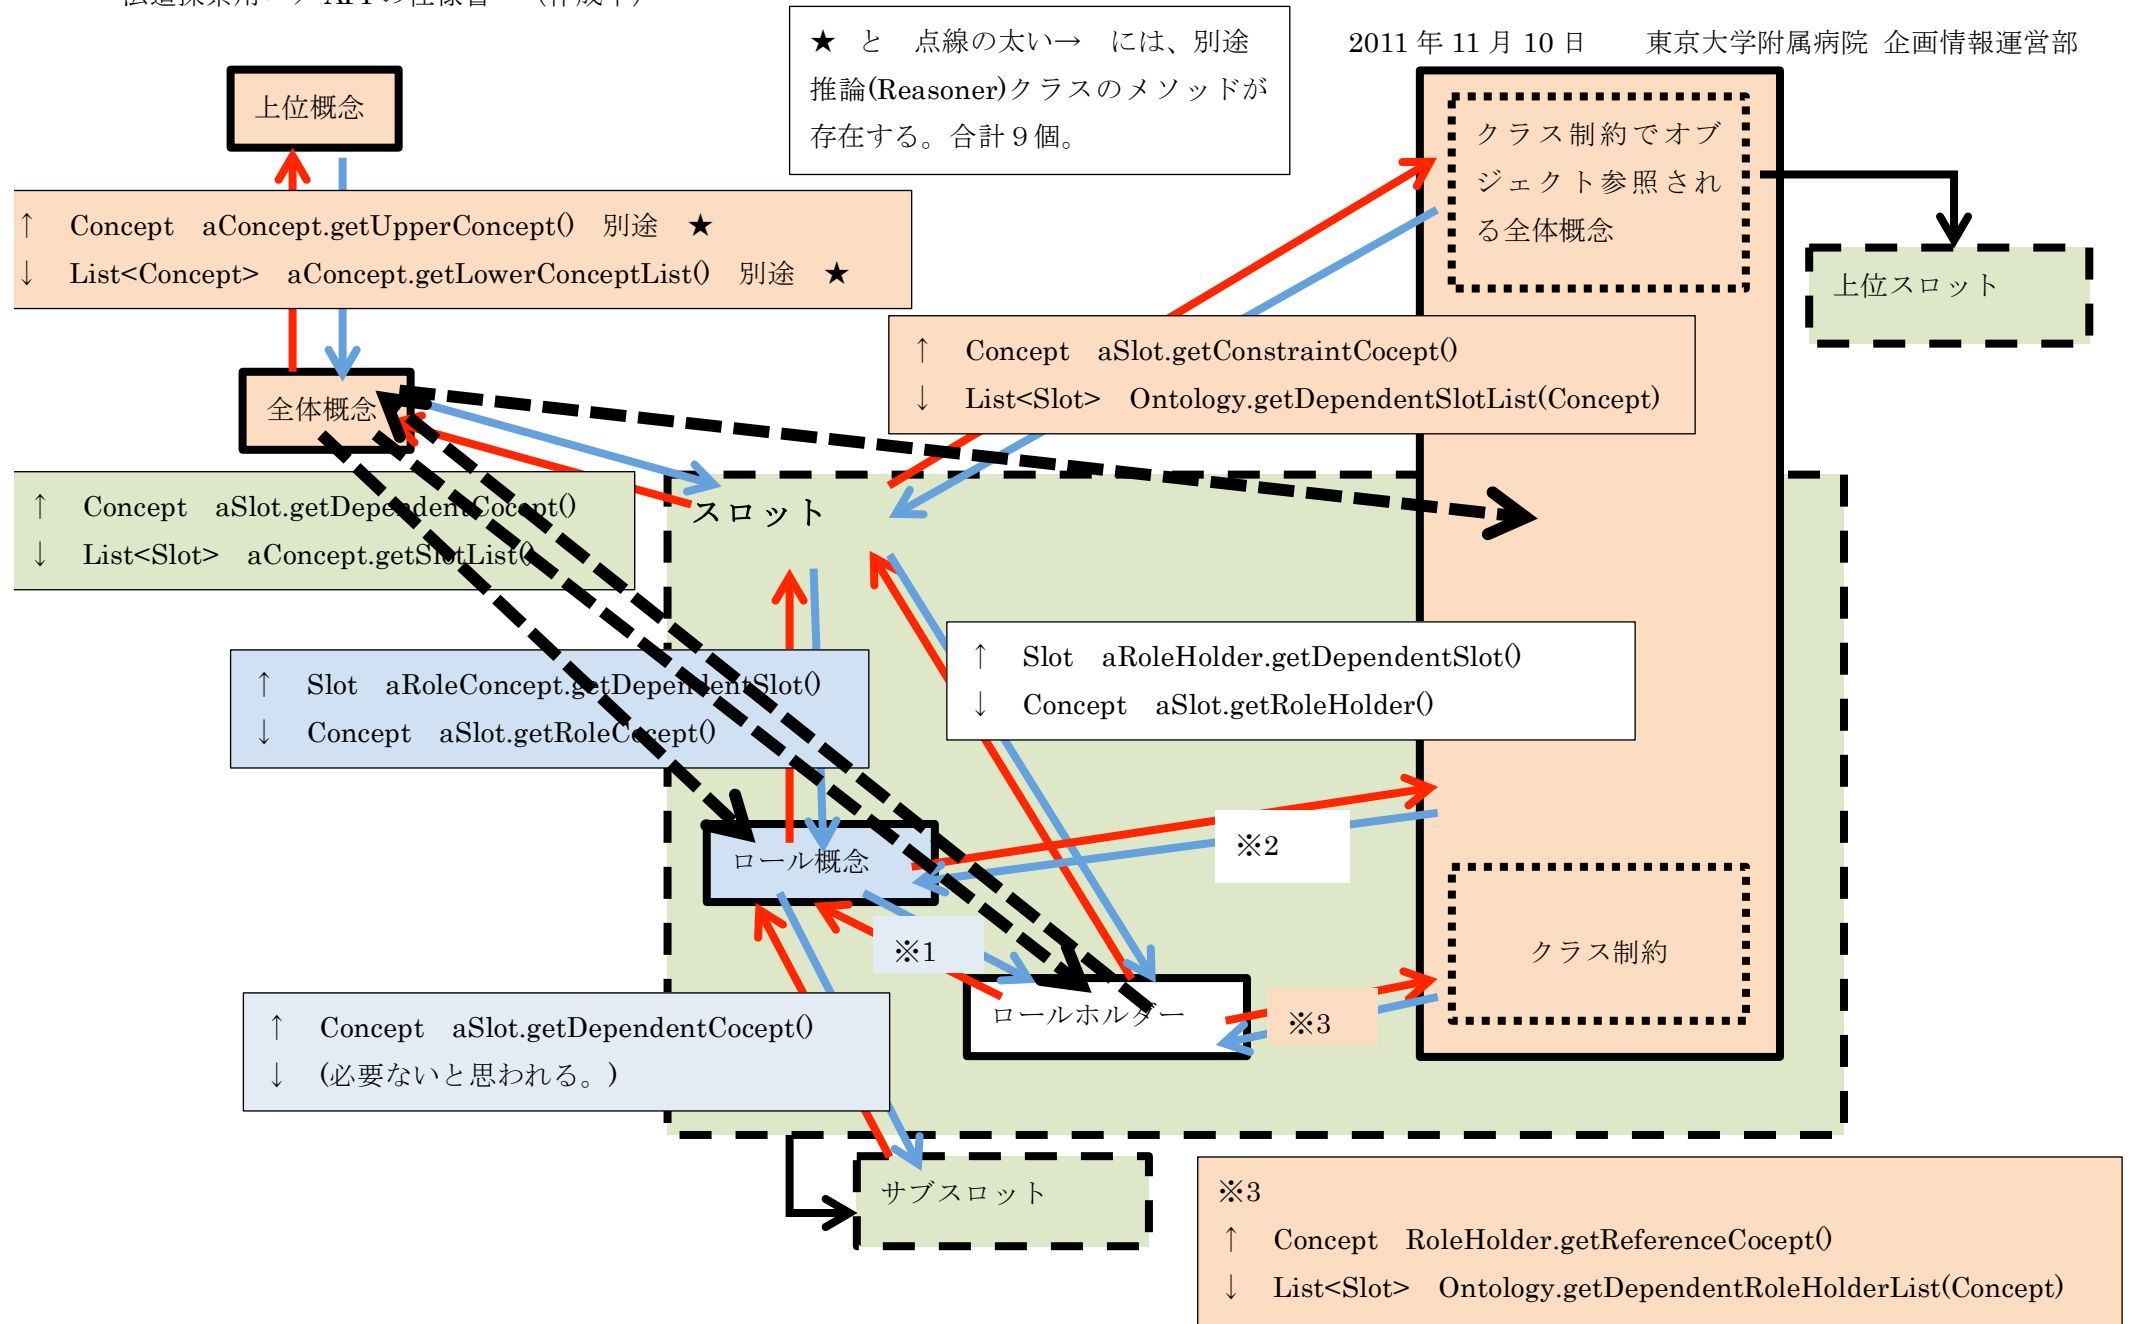 ★ と 点線の太い→ には、別途
推論(Reasoner)クラスのメソッドが
存在する。合計９個。
2011年11月10日 東京大学附属病院 企画情報運営部
上位概念
クラス制約でオブ
ジェクト参照され
る全体概念
↑ Concept aConcept.getUpperConcept() 別途 ★
↓ List<Concept> aConcept.getLowerConceptList() 別途 ★
上位スロット
↑ Concept aSlot.getConstraintCocept()
↓ List<Slot> Ontology.getDependentSlotList(Concept)
全体概念
↑ Concept aSlot.getDependentCocept()
↓ List<Slot> aConcept.getSlotList()
スロット
↑ Slot aRoleConcept.getDependentSlot()
↓ Concept aSlot.getRoleCocept()
↑ Slot aRoleHolder.getDependentSlot()
↓ Concept aSlot.getRoleHolder()
※2
ロール概念
※1
クラス制約
ロールホルダー
※3
↑ Concept aSlot.getDependentCocept()
↓ (必要ないと思われる。)
サブスロット
※3
↑ Concept RoleHolder.getReferenceCocept()
↓ List<Slot> Ontology.getDependentRoleHolderList(Concept)